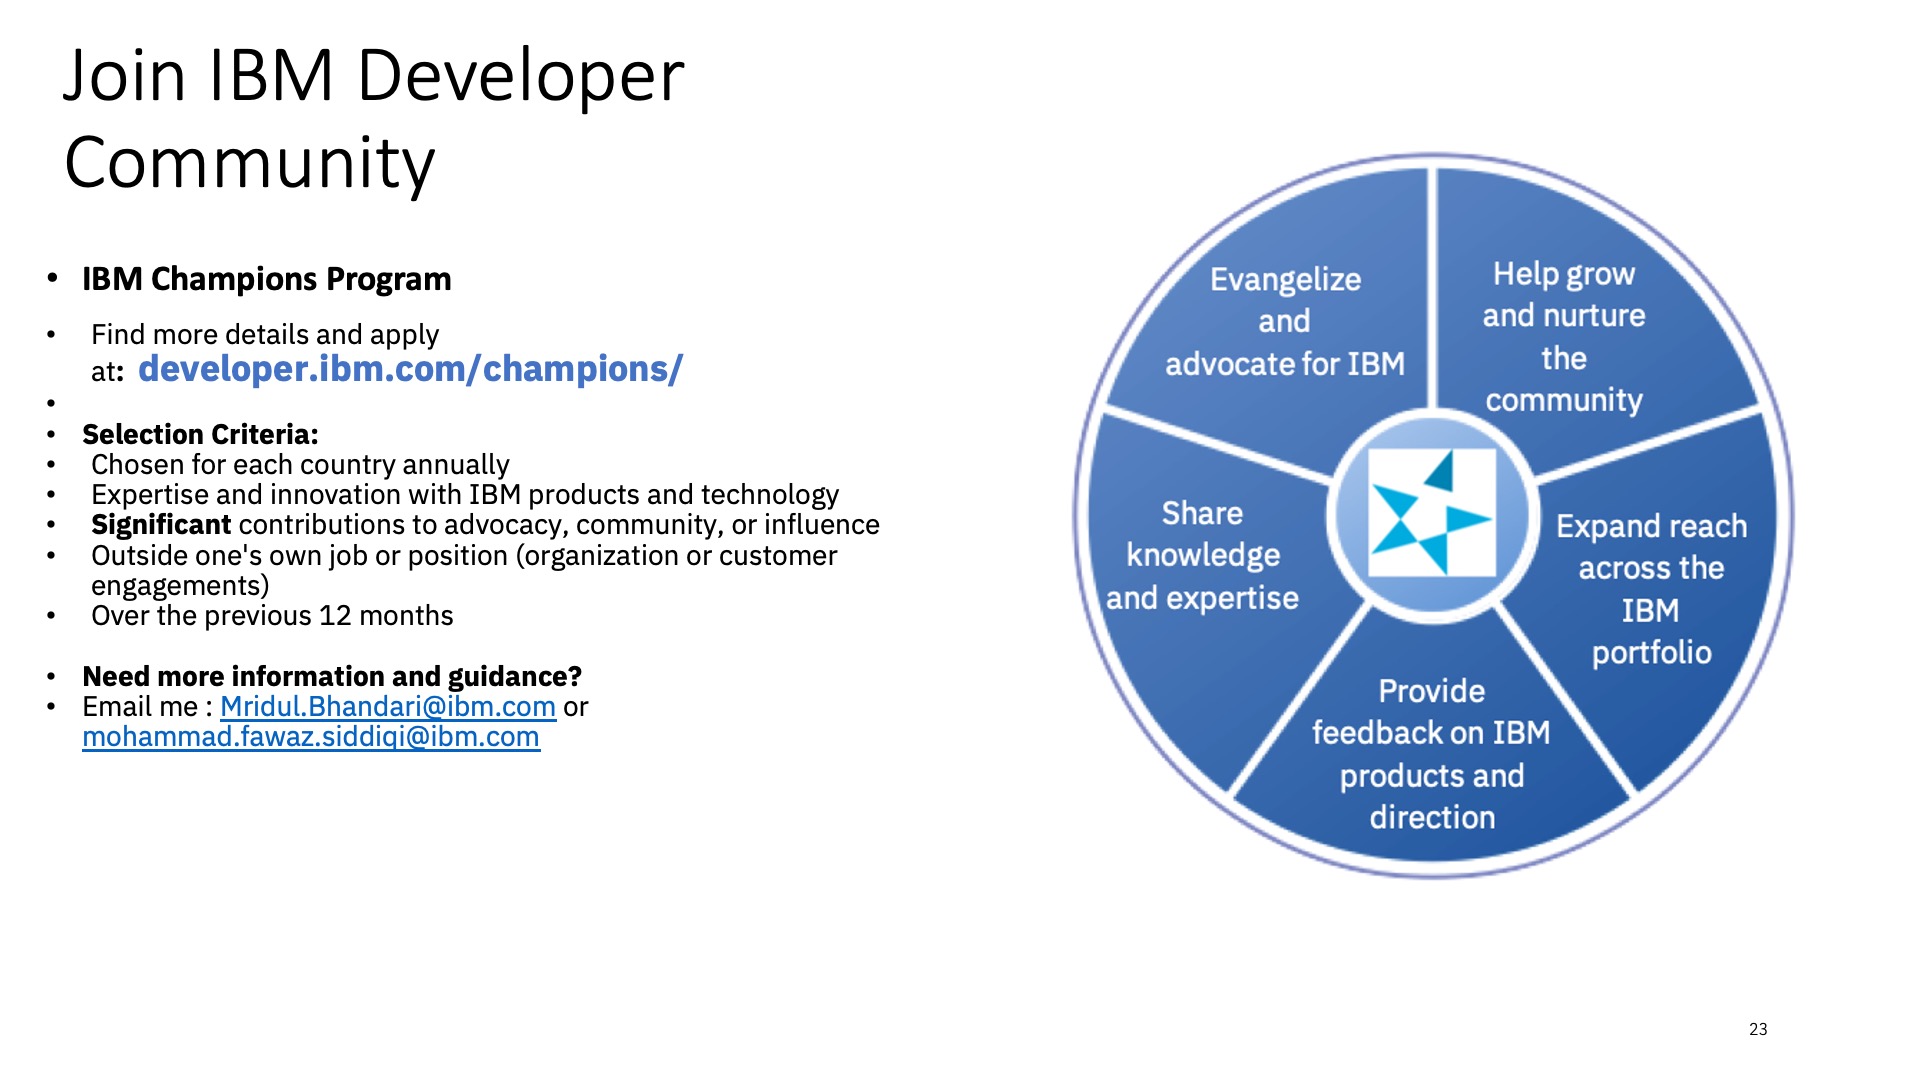 Join IBM Developer
Community
• IBM Champions Program
• Find more details and apply
at: developer.ibm.com/champions/
•
• Selection Criteria:
• Chosen for each country annually
• Expertise and innovation with IBM products and technology
• Significant contributions to advocacy, community, or influence
• Outside one's own job or position (organization or customer
engagements)
• Over the previous 12 months
• Need more information and guidance?
• Email me : Mridul.Bhandari@ibm.com or
mohammad.fawaz.siddiqi@ibm.com
Evangelize
and
advocate for IBM
Help grow
and nurture
the
community
Share
knowledge
and expertise
Expand reach
across the
IBM
portfolio
Provide
feedback on IBM
products and
direction
23